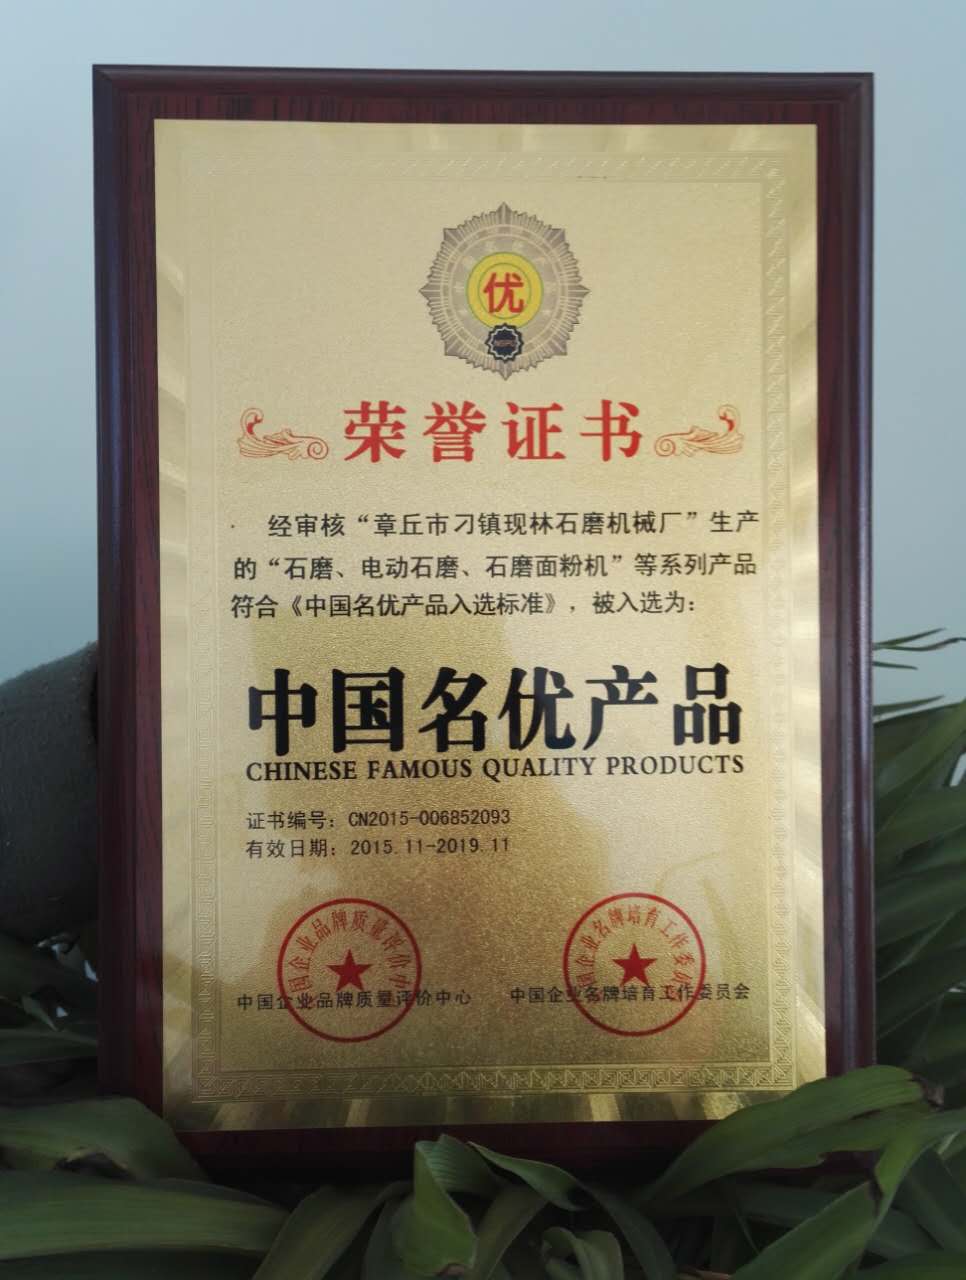 优
荣誉证书
经审核“章丘市刁镇现林石磨机械厂”生产
的“石磨、电动石磨、石磨面粉机”等系列产品
符合《中国名优产品入选标准》，被入选为：
中国名优产品
CHINESE FAMOUS QUALITY PRODUCTS
证书编号：CN2015-006852093
有效日期：2015.11-2019.11
中国企业品牌质量评价中心
中国企业名牌培育工作委员会